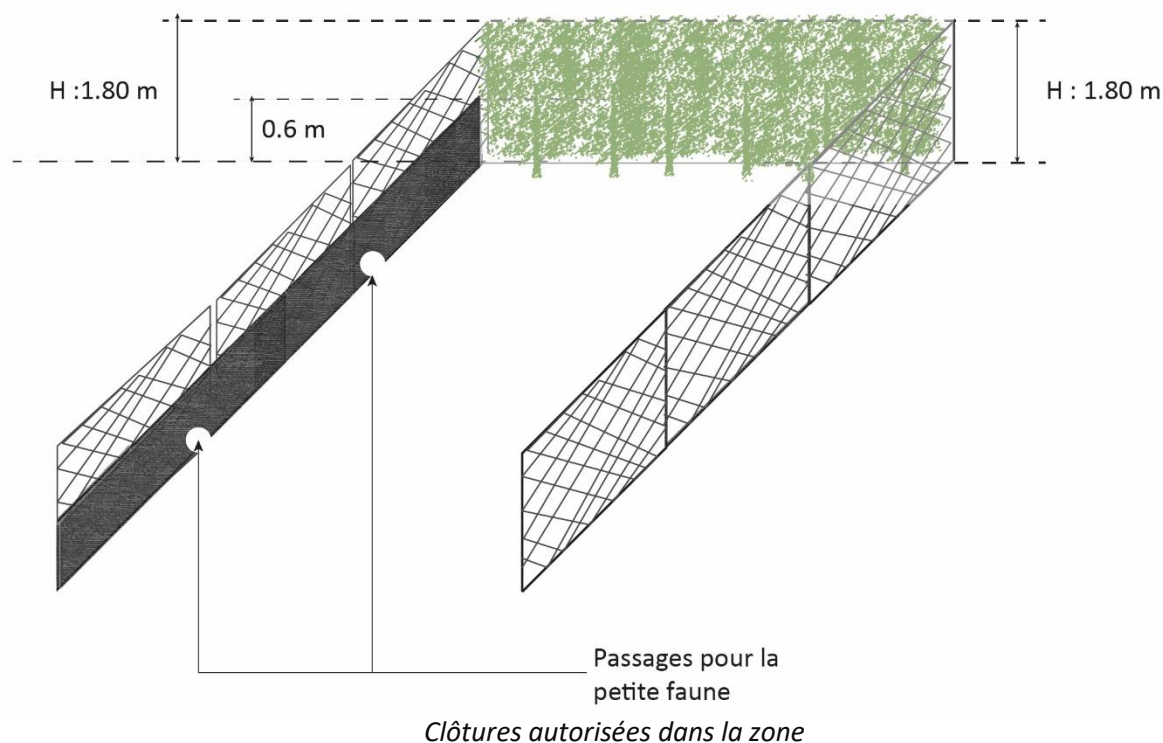 H :1.80 m
0.6 m
H : 1.80 m
Passages pour la
petite faune
Clôtures autorisées dans la zone